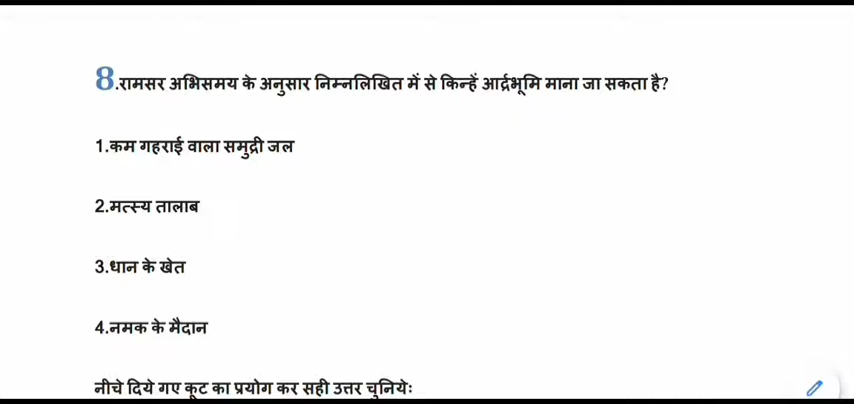 8.रामसर अभिसमय के अनुसार निम्नलिखित में से किन्हें आर्द्रभूमि माना जा सकता है?
1.कम गहराई वाला समुद्री जल
2.मत्स्य तालाब
3.धान के खेत
4.नमक के मैदान
नीचे दिये गए कूट का प्रयोग कर सही उत्तर चुनिये: